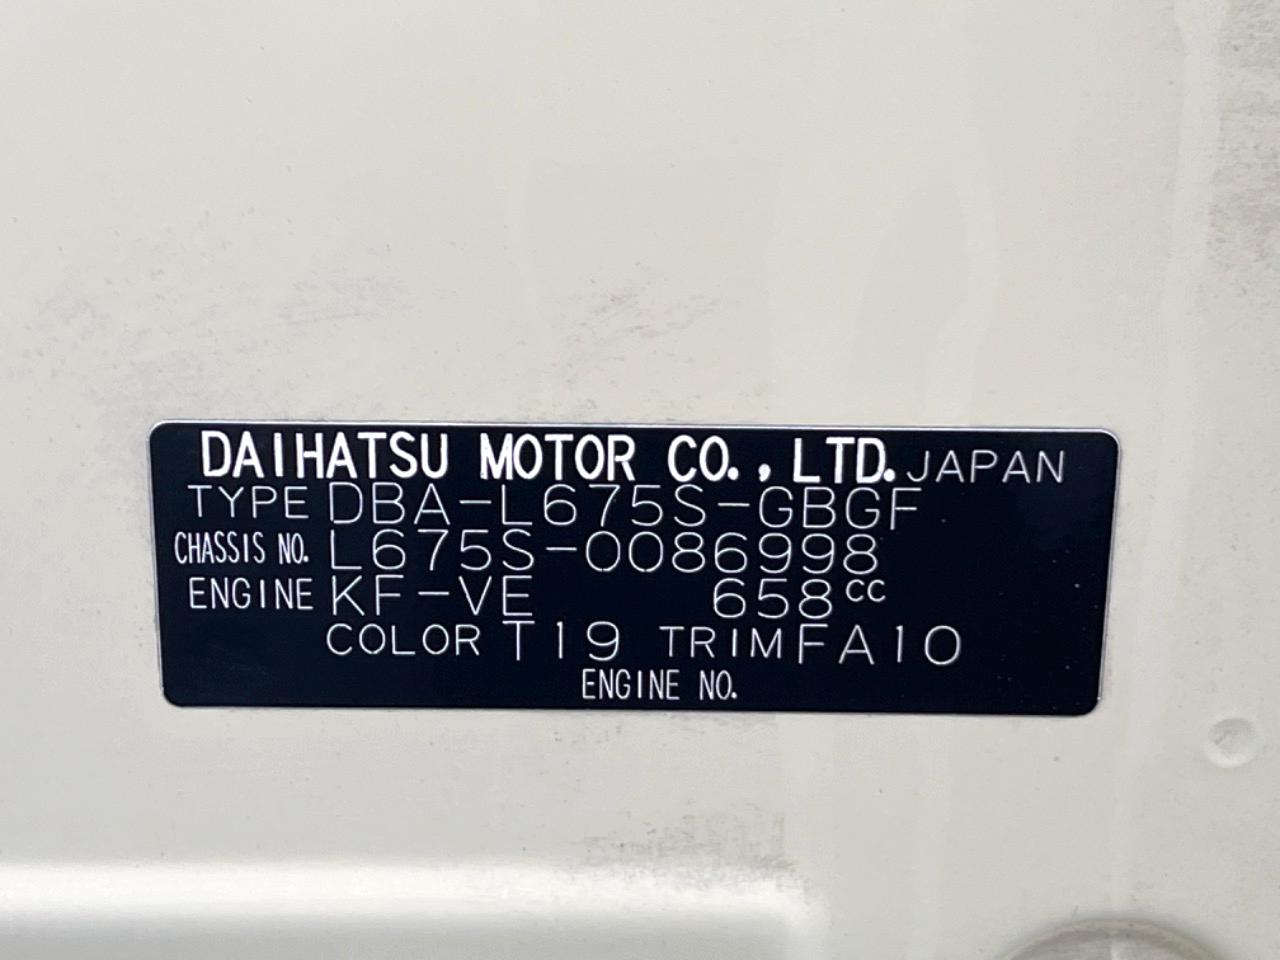 DAIHATSU MOTOR CO., LTD. JAPAN
TYPE DBA-L675S-GBGF
CHASSIS NO. L675S-0086998
ENGINE KF-VE 658cc
COLOR T19 TRIM FA10
ENGINE NO.